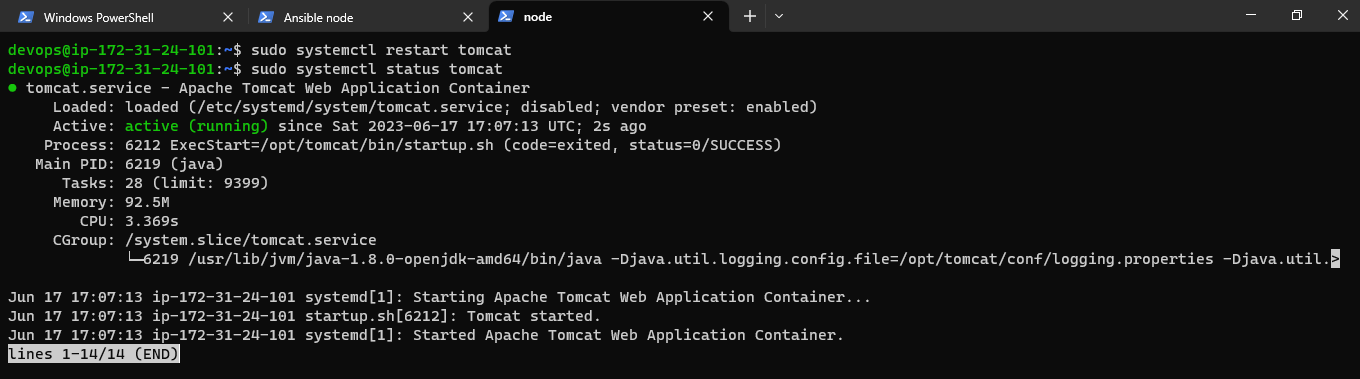 Windows PowerShell
Ansible node
node
devops@ip-172-31-24-101:~$ sudo systemctl restart tomcat
devops@ip-172-31-24-101:~$ sudo systemctl status tomcat
● tomcat.service - Apache Tomcat Web Application Container
Loaded: loaded (/etc/systemd/system/tomcat.service; disabled; vendor preset: enabled)
Active: active (running) since Sat 2023-06-17 17:07:13 UTC; 2s ago
Process: 6212 ExecStart=/opt/tomcat/bin/startup.sh (code=exited, status=0/SUCCESS)
Main PID: 6219 (java)
Tasks: 28 (limit: 9399)
Memory: 92.5M
CPU: 3.369s
CGroup: /system.slice/tomcat.service
└─6219 /usr/lib/jvm/java-1.8.0-openjdk-amd64/bin/java -Djava.util.logging.config.file=/opt/tomcat/conf/logging.properties -Djava.util.>
Jun 17 17:07:13 ip-172-31-24-101 systemd[1]: Starting Apache Tomcat Web Application Container...
Jun 17 17:07:13 ip-172-31-24-101 startup.sh[6212]: Tomcat started.
Jun 17 17:07:13 ip-172-31-24-101 systemd[1]: Started Apache Tomcat Web Application Container.
lines 1-14/14 (END)